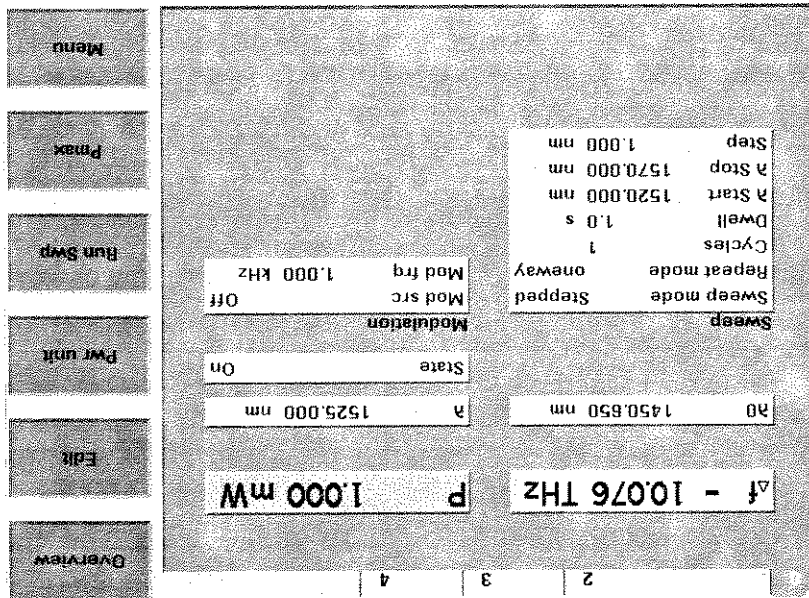 2
3
4
Δf - 10.076 THz
λ0 1450.650 nm
Sweep
Sweep mode Stepped
Repeat mode oneway
Cycles 1
Dwell 1.0 s
λ Start 1520.000 nm
λ Stop 1570.000 nm
Step 1.000 nm
P 1.000 mW
λ 1525.000 nm
State On
Modulation
Mod src Off
Mod frq 1.000 kHz
Overview
Edit
Pwr unit
Run Swp
Pmax
Menu